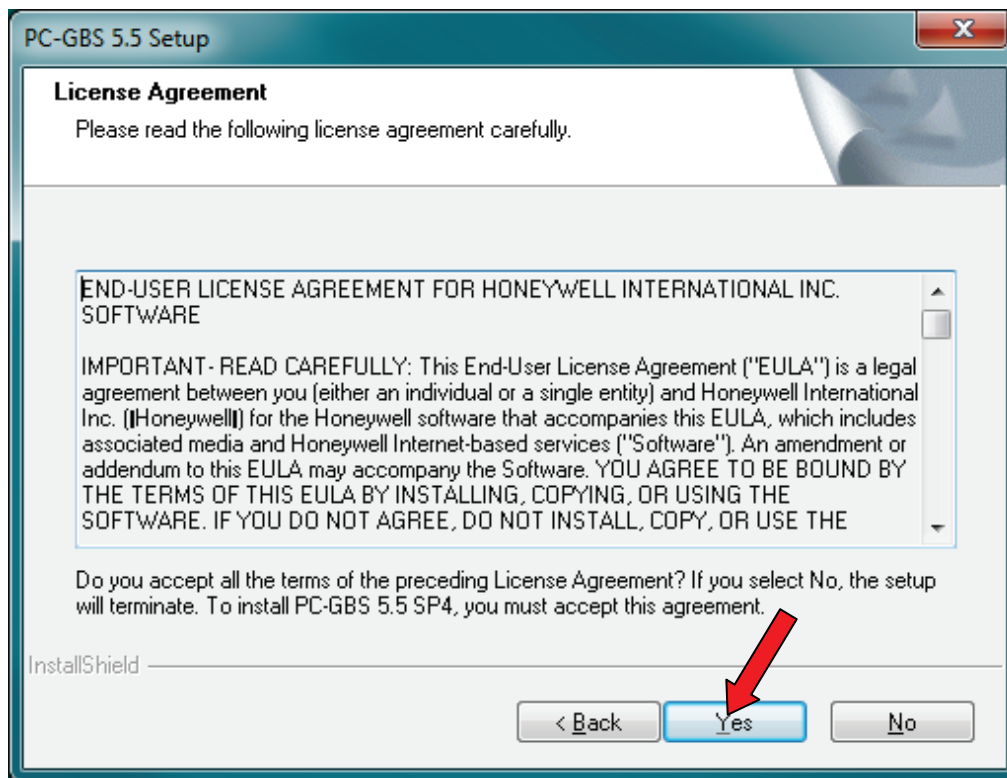 PC-GBS 5.5 Setup
X
License Agreement
Please read the following license agreement carefully.
END-USER LICENSE AGREEMENT FOR HONEYWELL INTERNATIONAL INC.
SOFTWARE
IMPORTANT- READ CAREFULLY: This End-User License Agreement ("EULA") is a legal
agreement between you (either an individual or a single entity) and Honeywell International
Inc. (|Honeywell|) for the Honeywell software that accompanies this EULA, which includes
associated media and Honeywell Internet-based services ("Software"). An amendment or
addendum to this EULA may accompany the Software. YOU AGREE TO BE BOUND BY
THE TERMS OF THIS EULA BY INSTALLING, COPYING, OR USING THE
SOFTWARE. IF YOU DO NOT AGREE, DO NOT INSTALL, COPY, OR USE THE
Do you accept all the terms of the preceding License Agreement? If you select No, the setup
will terminate. To install PC-GBS 5.5 SP4, you must accept this agreement.
InstallShield
< Back Yes No